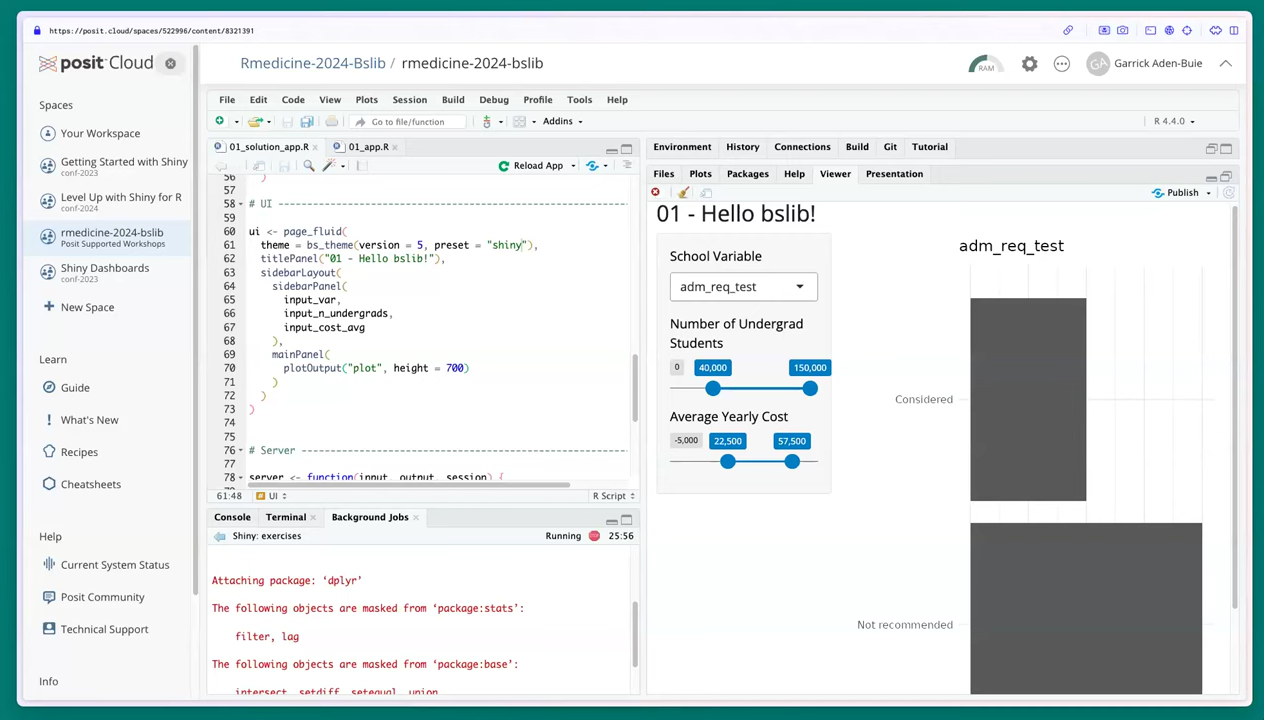 https://posit.cloud/spaces/522996/content/8321391
posit Cloud
Rmedicine-2024-Bslib / rmedicine-2024-bslib
RAM
GA
Garrick Aden-Buie
Spaces
Your Workspace
Getting Started with Shiny
conf-2023
Level Up with Shiny for R
conf-2024
rmedicine-2024-bslib
Posit Supported Workshops
Shiny Dashboards
conf-2023
New Space
Learn
Guide
What's New
Recipes
Cheatsheets
Help
Current System Status
Posit Community
Technical Support
Info
File Edit Code View Plots Session Build Debug Profile Tools Help
Go to file/function
Addins
R 4.4.0
01_solution_app.R
01_app.R
Reload App
56 )
57
58 # UI
59
60 ui <- page_fluid(
61 theme = bs_theme(version = 5, preset = "shiny"),
62 titlePanel("01 - Hello bslib!"),
63 sidebarLayout(
64 sidebarPanel(
65 input_var,
66 input_n_undergrads,
67 input_cost_avg
68 ),
69 mainPanel(
70 plotOutput("plot", height = 700)
71 )
72 )
73 )
74
75
76 # Server
77
78 server <- function(input, output, session) {
61:48 UI R Script
Console Terminal Background Jobs
Shiny: exercises Running 25:56
Attaching package: ‘dplyr’
The following objects are masked from ‘package:stats’:
filter, lag
The following objects are masked from ‘package:base’:
intersect, setdiff, setequal, union
Environment History Connections Build Git Tutorial
Files Plots Packages Help Viewer Presentation
Publish
01 - Hello bslib!
School Variable
adm_req_test
Number of Undergrad
Students
0 40,000 150,000
Average Yearly Cost
-5,000 22,500 57,500
adm_req_test
Considered
Not recommended